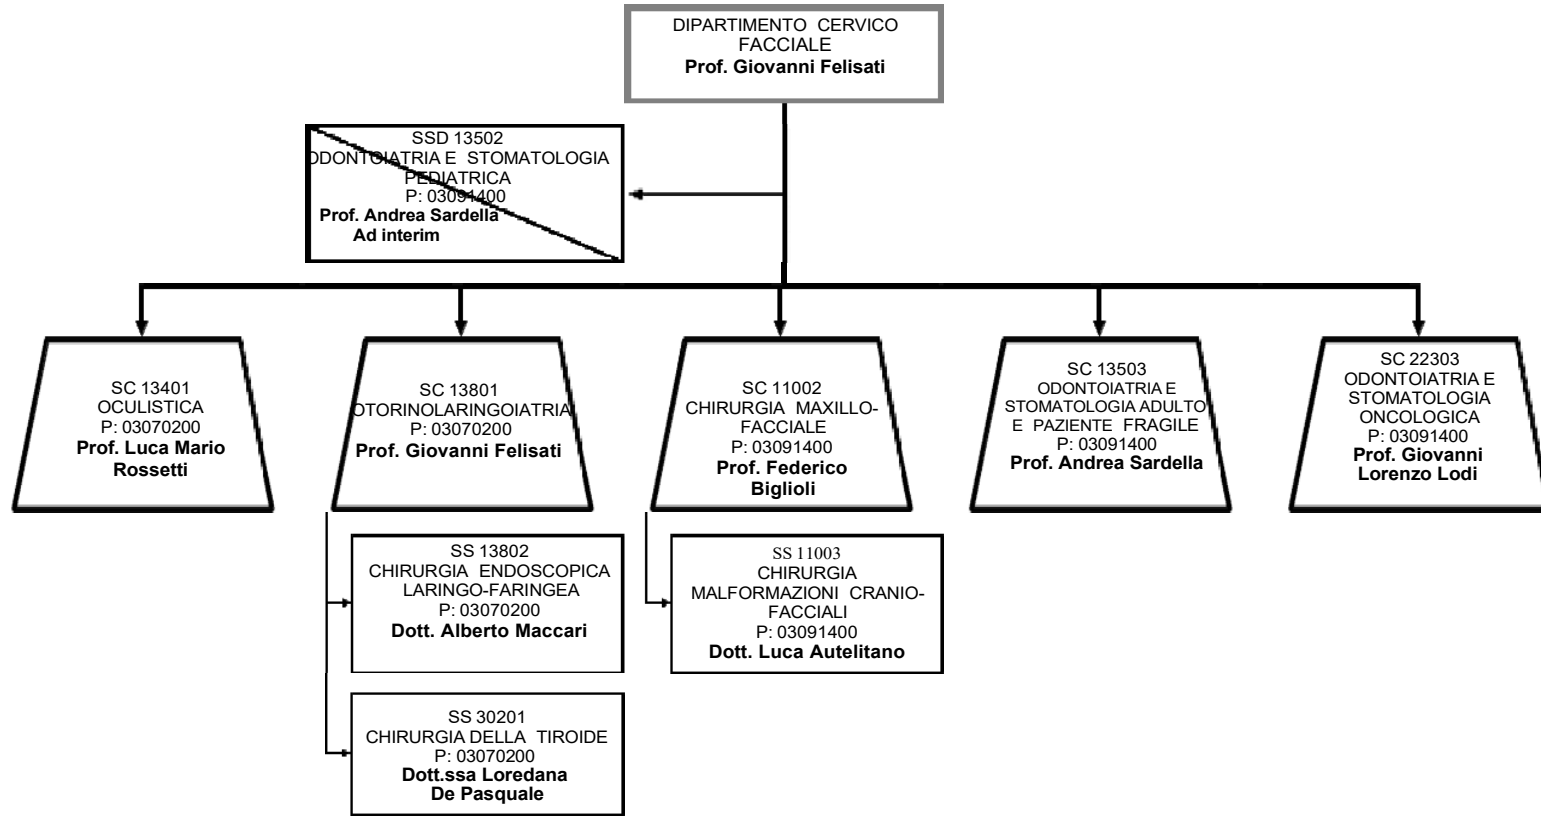 DIPARTIMENTO CERVICO
FACCIALE
Prof. Giovanni Felisati
SSD 13502
ODONTOIATRIA E STOMATOLOGIA
PEDIATRICA
P: 03091400
Prof. Andrea Sardella
Ad interim
SC 13401
OCULISTICA
P: 03070200
Prof. Luca Mario
Rossetti
SC 13801
OTORINOLARINGOIATRIA
P: 03070200
Prof. Giovanni Felisati
SC 11002
CHIRURGIA MAXILLO-
FACCIALE
P: 03091400
Prof. Federico
Biglioli
SC 13503
ODONTOIATRIA E
STOMATOLOGIA ADULTO
E PAZIENTE FRAGILE
P: 03091400
Prof. Andrea Sardella
SC 22303
ODONTOIATRIA E
STOMATOLOGIA
ONCOLOGICA
P: 03091400
Prof. Giovanni
Lorenzo Lodi
SS 13802
CHIRURGIA ENDOSCOPICA
LARINGO-FARINGEA
P: 03070200
Dott. Alberto Maccari
SS 11003
CHIRURGIA
MALFORMAZIONI CRANIO-
FACCIALI
P: 03091400
Dott. Luca Autelitano
SS 30201
CHIRURGIA DELLA TIROIDE
P: 03070200
Dott.ssa Loredana
De Pasquale